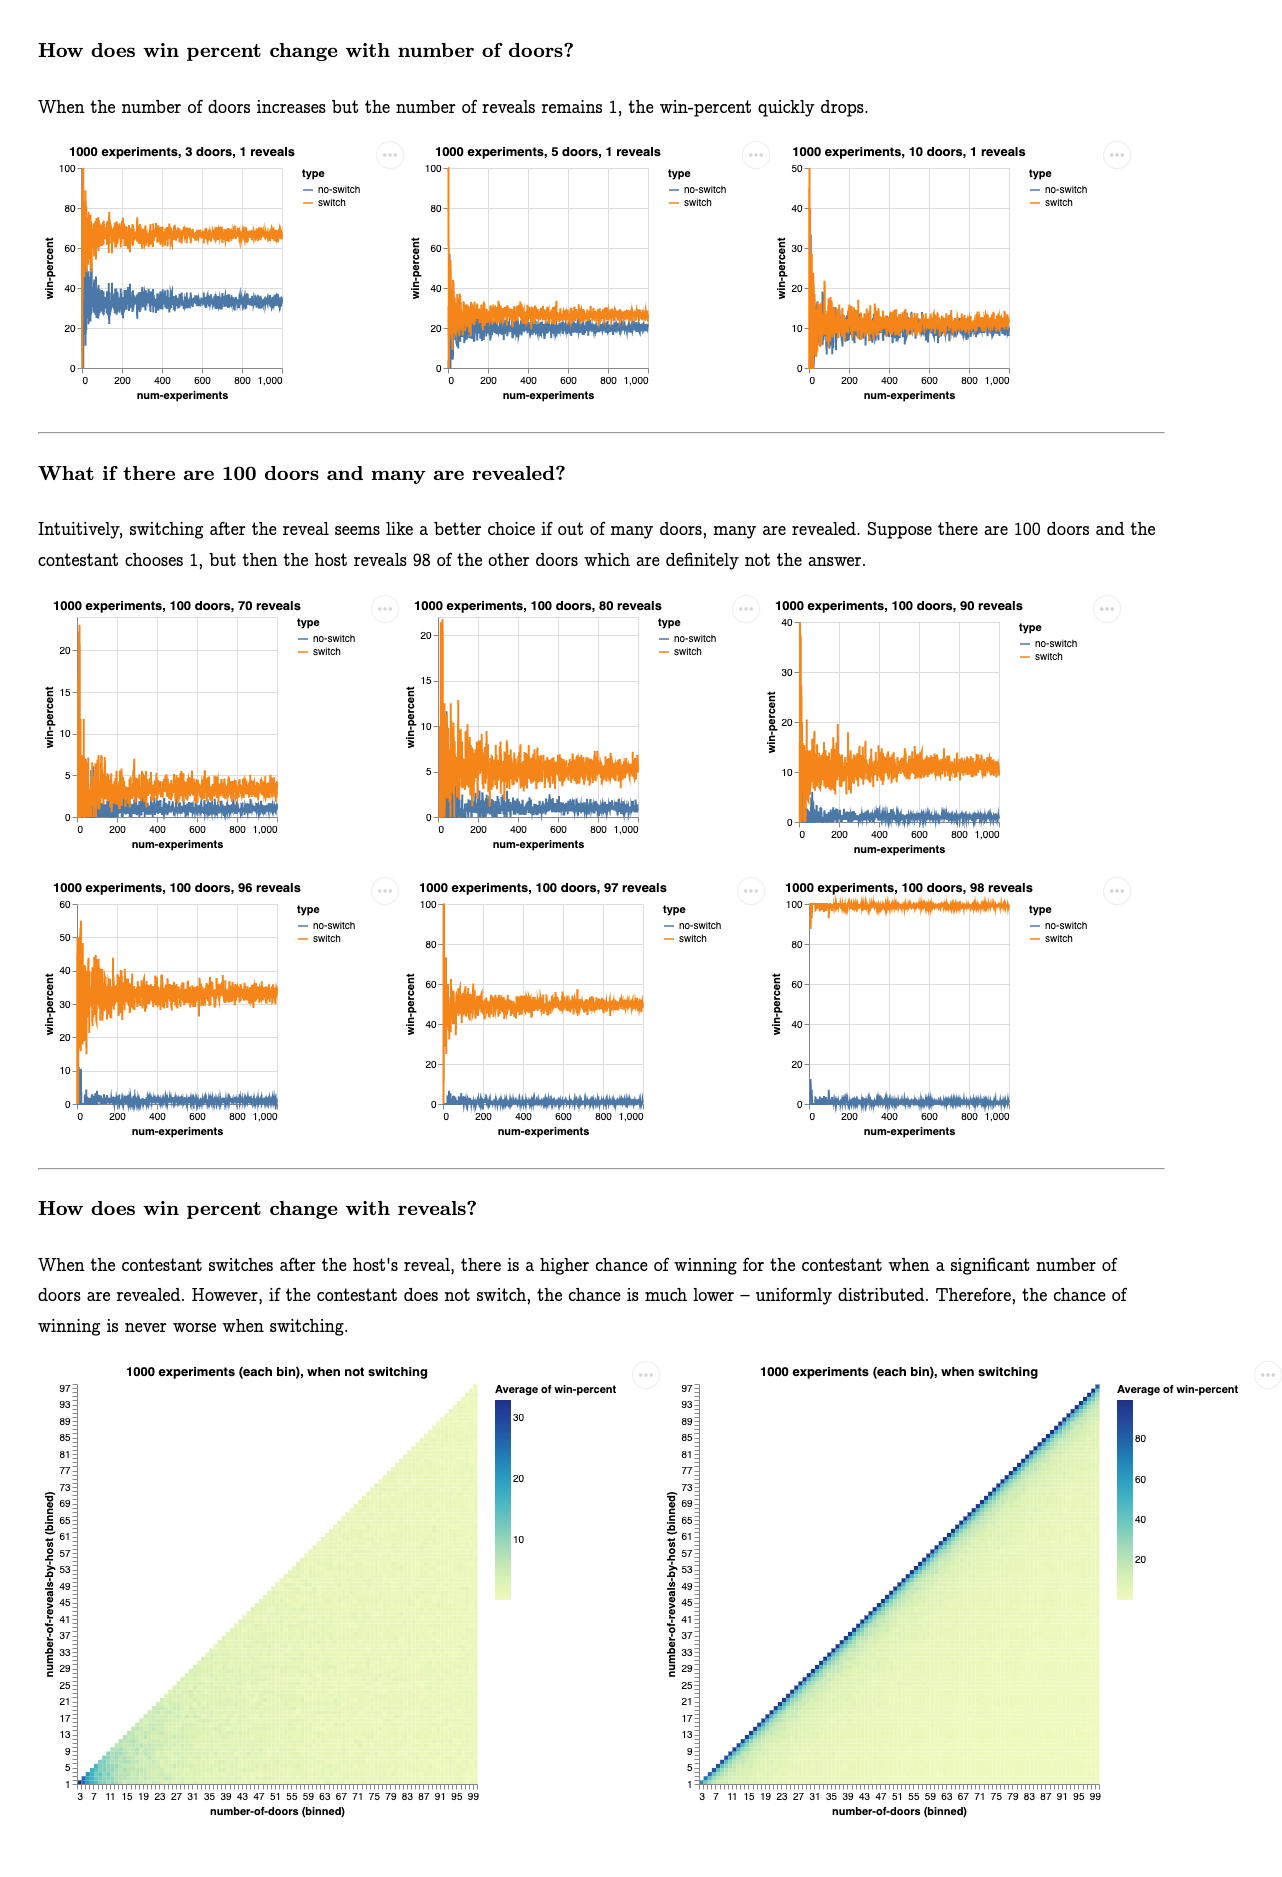 How does win percent change with number of doors?
When the number of doors increases but the number of reveals remains 1, the win-percent quickly drops.
1000 experiments, 3 doors, 1 reveals
win-percent
100
80
60
40
20
0
0 200 400 600 800 1,000
num-experiments
type
no-switch
switch
1000 experiments, 5 doors, 1 reveals
win-percent
100
80
60
40
20
0
0 200 400 600 800 1,000
num-experiments
type
no-switch
switch
1000 experiments, 10 doors, 1 reveals
win-percent
50
40
30
20
10
0
0 200 400 600 800 1,000
num-experiments
type
no-switch
switch
What if there are 100 doors and many are revealed?
Intuitively, switching after the reveal seems like a better choice if out of many doors, many are revealed. Suppose there are 100 doors and the
contestant chooses 1, but then the host reveals 98 of the other doors which are definitely not the answer.
1000 experiments, 100 doors, 70 reveals
win-percent
20
15
10
5
0
0 200 400 600 800 1,000
num-experiments
type
no-switch
switch
1000 experiments, 100 doors, 80 reveals
win-percent
20
15
10
5
0
0 200 400 600 800 1,000
num-experiments
type
no-switch
switch
1000 experiments, 100 doors, 90 reveals
win-percent
40
30
20
10
0
0 200 400 600 800 1,000
num-experiments
type
no-switch
switch
1000 experiments, 100 doors, 96 reveals
win-percent
60
50
40
30
20
10
0
0 200 400 600 800 1,000
num-experiments
type
no-switch
switch
1000 experiments, 100 doors, 97 reveals
win-percent
100
80
60
40
20
0
0 200 400 600 800 1,000
num-experiments
type
no-switch
switch
1000 experiments, 100 doors, 98 reveals
win-percent
100
80
60
40
20
0
0 200 400 600 800 1,000
num-experiments
type
no-switch
switch
How does win percent change with reveals?
When the contestant switches after the host's reveal, there is a higher chance of winning for the contestant when a significant number of
doors are revealed. However, if the contestant does not switch, the chance is much lower – uniformly distributed. Therefore, the chance of
winning is never worse when switching.
1000 experiments (each bin), when not switching
number-of-reveals-by-host (binned)
97
93
89
85
81
77
73
69
65
61
57
53
49
45
41
37
33
29
25
21
17
13
9
5
1
3 7 11 15 19 23 27 31 35 39 43 47 51 55 59 63 67 71 75 79 83 87 91 95 99
number-of-doors (binned)
Average of win-percent
30
20
10
1000 experiments (each bin), when switching
number-of-reveals-by-host (binned)
97
93
89
85
81
77
73
69
65
61
57
53
49
45
41
37
33
29
25
21
17
13
9
5
1
3 7 11 15 19 23 27 31 35 39 43 47 51 55 59 63 67 71 75 79 83 87 91 95 99
number-of-doors (binned)
Average of win-percent
80
60
40
20